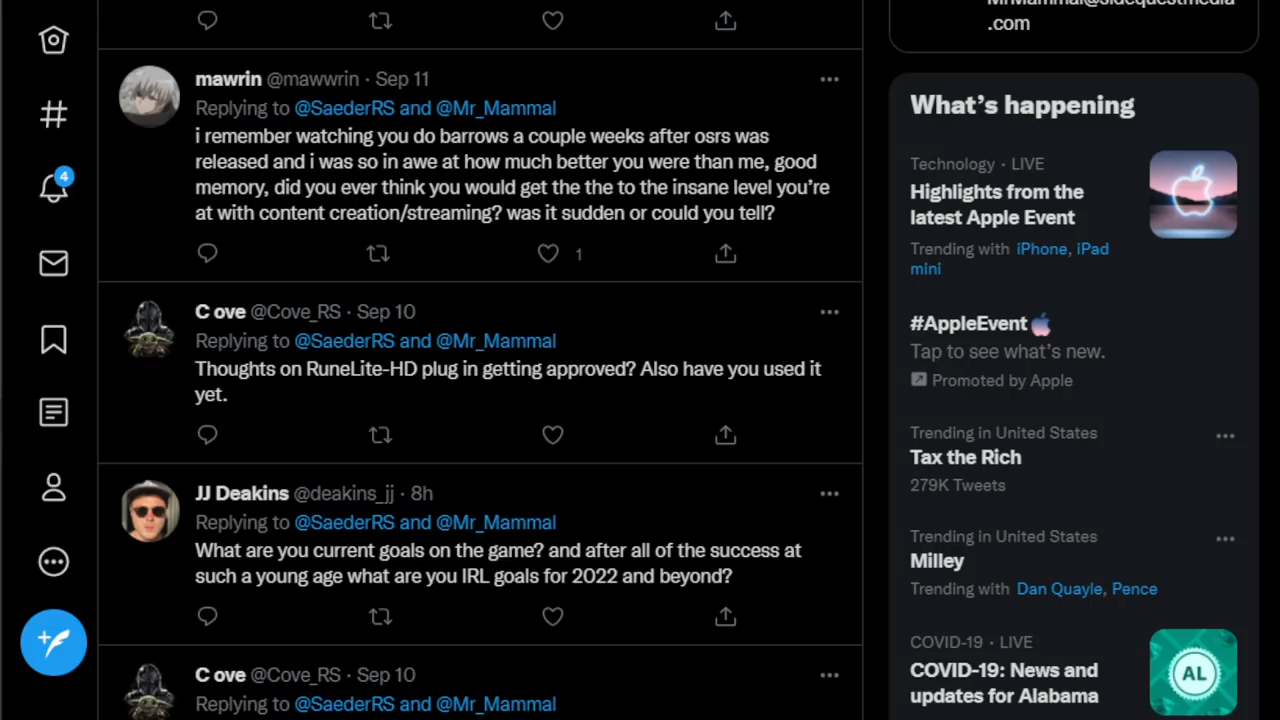 mawrin @mawwrin · Sep 11
Replying to @SaederRS and @Mr_Mammal
i remember watching you do barrows a couple weeks after osrs was
released and i was so in awe at how much better you were than me, good
memory, did you ever think you would get the the to the insane level you're
at with content creation/streaming? was it sudden or could you tell?
1
C ove @Cove_RS · Sep 10
Replying to @SaederRS and @Mr_Mammal
Thoughts on RuneLite-HD plug in getting approved? Also have you used it
yet.
JJ Deakins @deakins_jj · 8h
Replying to @SaederRS and @Mr_Mammal
What are you current goals on the game? and after all of the success at
such a young age what are you IRL goals for 2022 and beyond?
C ove @Cove_RS · Sep 10
Replying to @SaederRS and @Mr_Mammal
4
MrMammal@sidequestmedia
.com
What's happening
Technology · LIVE
Highlights from the
latest Apple Event
Trending with iPhone, iPad
mini
#AppleEvent
Tap to see what's new.
Promoted by Apple
Trending in United States
Tax the Rich
279K Tweets
Trending in United States
Milley
Trending with Dan Quayle, Pence
COVID-19 · LIVE
COVID-19: News and
updates for Alabama
AL